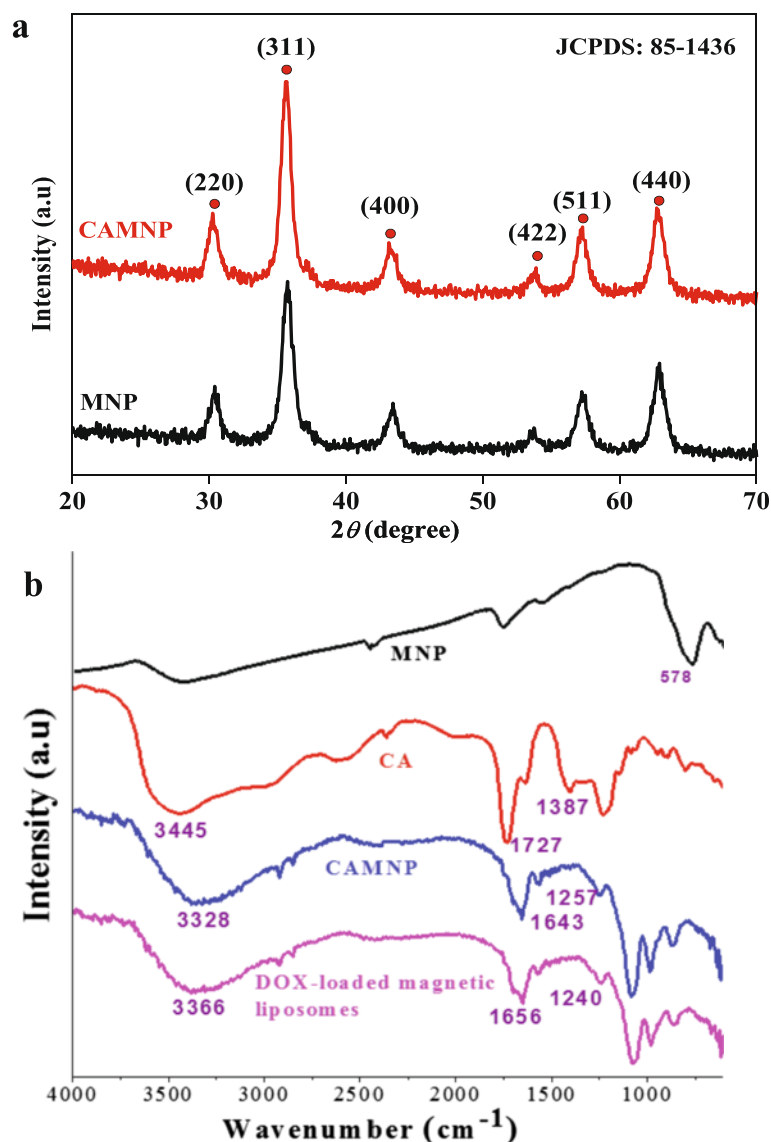 a
(311)
JCPDS: 85-1436
(220)
(440)
(511)
(400)
(422)
CAMNP
MNP
Intensity (a.u)
20 30 40 50 60 70
2θ (degree)
b
MNP
578
CA
1387
3445
1727
CAMNP
1257
3328
1643
DOX-loaded magnetic
liposomes
1240
3366
1656
Intensity (a.u)
4000 3500 3000 2500 2000 1500 1000
Wavenumber (cm⁻¹)